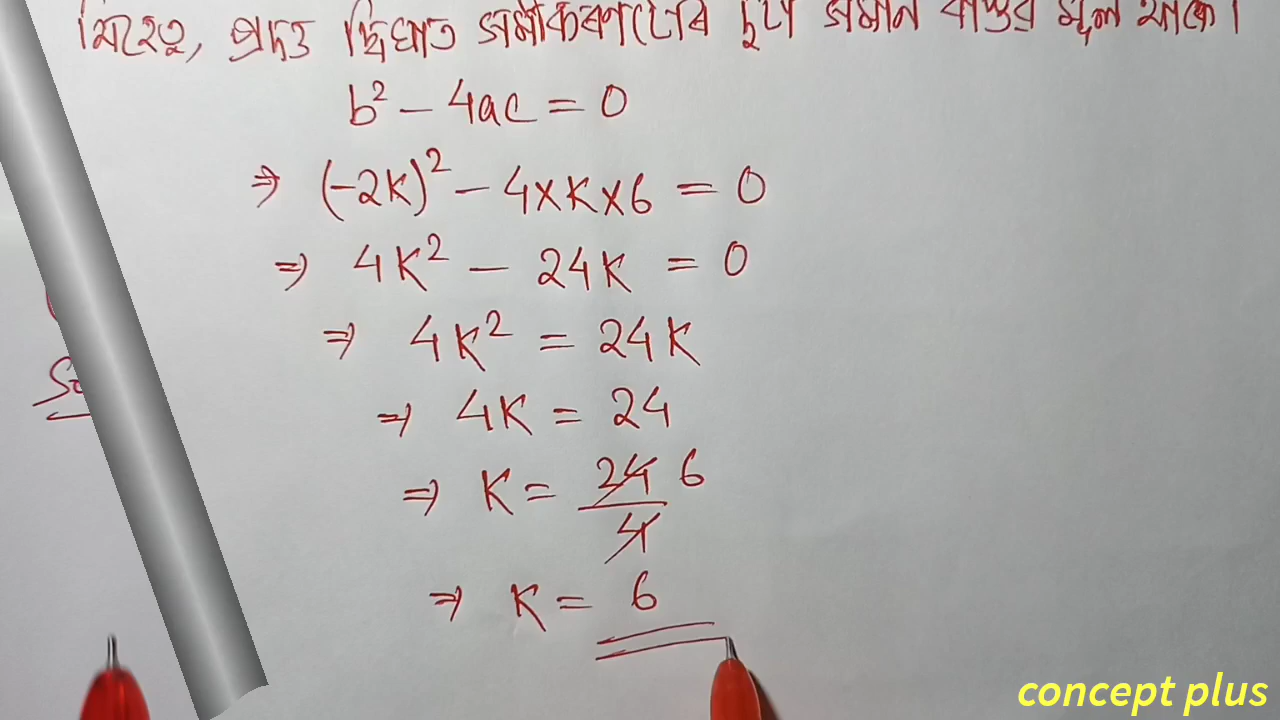 যিহেতু, প্ৰদত্ত দ্বিঘাত সমীকৰণটোৰ দুটা সমান বাস্তৱ মূল থাকে।
b² – 4ac = 0
⇒ (-2K)² – 4×K×6 = 0
⇒ 4K² – 24K = 0
⇒ 4K² = 24K
⇒ 4K = 24
⇒ K = 24/4 6
⇒ K = 6
concept plus